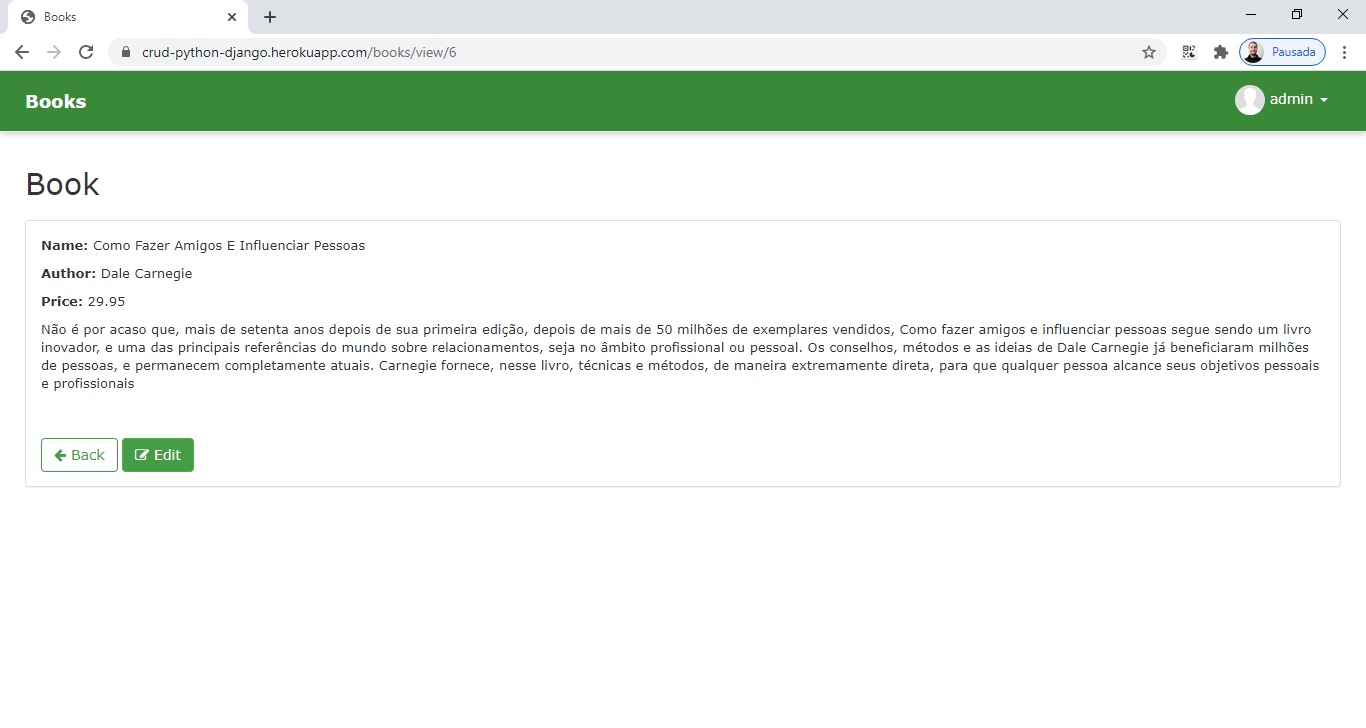 Books
crud-python-django.herokuapp.com/books/view/6
Pausada
Books
admin
Book
Name: Como Fazer Amigos E Influenciar Pessoas
Author: Dale Carnegie
Price: 29.95
Não é por acaso que, mais de setenta anos depois de sua primeira edição, depois de mais de 50 milhões de exemplares vendidos, Como fazer amigos e influenciar pessoas segue sendo um livro
inovador, e uma das principais referências do mundo sobre relacionamentos, seja no âmbito profissional ou pessoal. Os conselhos, métodos e as ideias de Dale Carnegie já beneficiaram milhões
de pessoas, e permanecem completamente atuais. Carnegie fornece, nesse livro, técnicas e métodos, de maneira extremamente direta, para que qualquer pessoa alcance seus objetivos pessoais
e profissionais
Back Edit